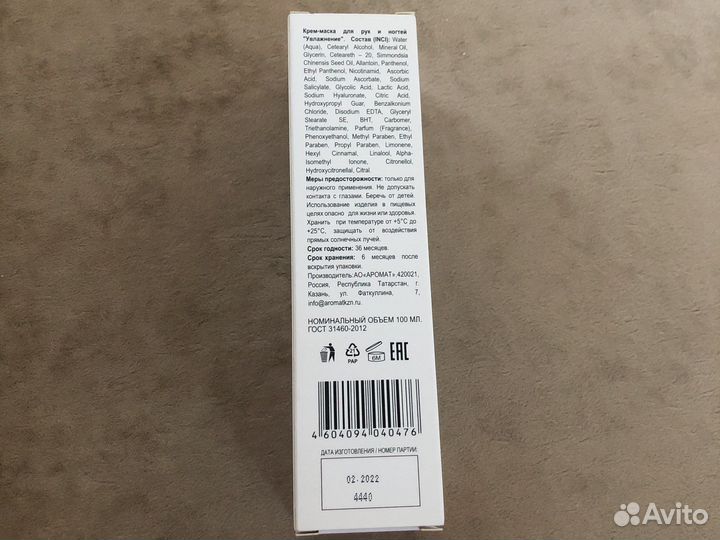 Крем-маска для рук и ногтей
"Увлажнение". Состав (INCI): Water
(Aqua), Cetearyl Alcohol, Mineral Oil,
Glycerin, Ceteareth – 20, Simmondsia
Chinensis Seed Oil, Allantoin, Panthenol,
Ethyl Panthenol, Nicotinamid, Ascorbic
Acid, Sodium Ascorbate, Sodium
Salicylate, Glycolic Acid, Lactic Acid,
Sodium Hyaluronate, Citric Acid,
Hydroxypropyl Guar, Benzalkonium
Chloride, Disodium EDTA, Glyceryl
Stearate SE, BHT, Carbomer,
Triethanolamine, Parfum (Fragrance),
Phenoxyethanol, Methyl Paraben, Ethyl
Paraben, Propyl Paraben, Limonene,
Hexyl Cinnamal, Linalool, Alpha-
Isomethyl Ionone, Citronellol,
Hydroxycitronellal, Citral.
Меры предосторожности: только для
наружного применения. Не допускать
контакта с глазами. Беречь от детей.
Использование изделия в пищевых
целях опасно для жизни или здоровья.
Хранить при температуре от +5°С до
+25°С, защищать от воздействия
прямых солнечных лучей.
Срок годности: 36 месяцев.
Срок хранения: 6 месяцев после
вскрытия упаковки.
Производитель:АО«АРОМАТ»,420021,
Россия, Республика Татарстан, г.
Казань, ул. Фаткуллина, 7,
info@aromatkzn.ru.
НОМИНАЛЬНЫЙ ОБЪЕМ 100 МЛ.
ГОСТ 31460-2012
21
PAP
6M
EAC
4 604094 040476
ДАТА ИЗГОТОВЛЕНИЯ / НОМЕР ПАРТИИ:
02.2022
4440
Avito